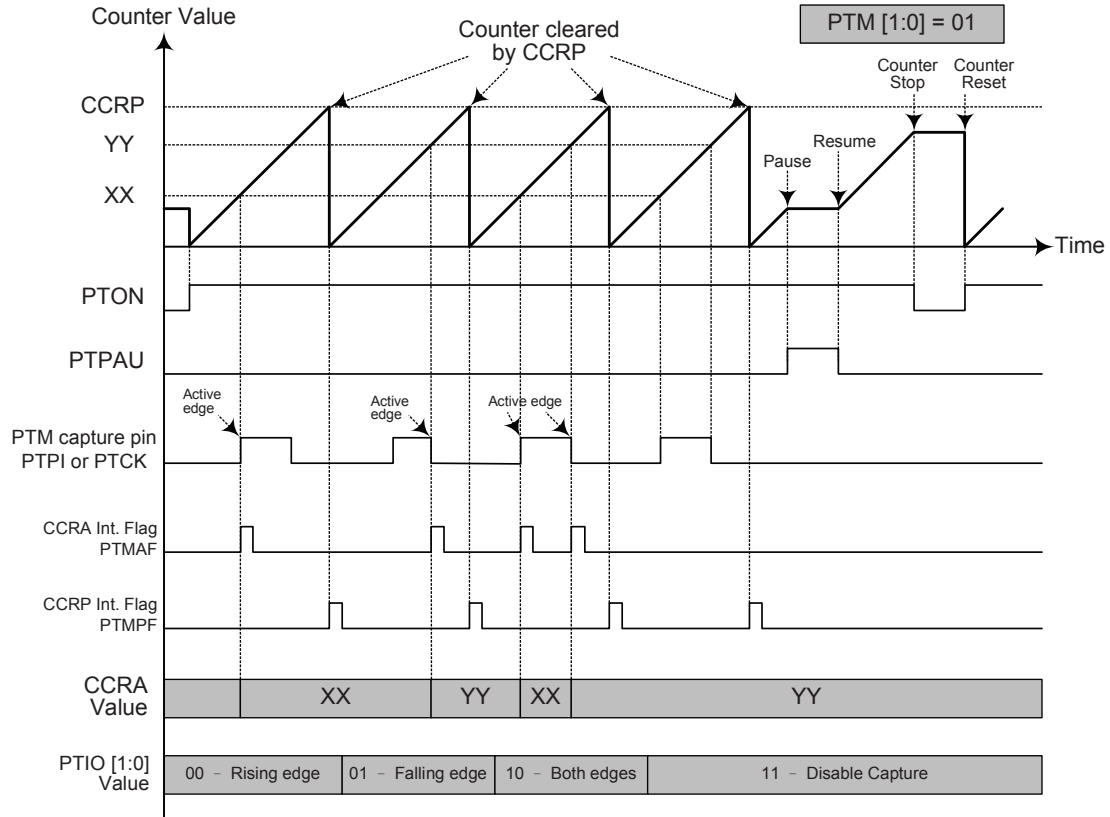 Counter Value
Counter cleared
by CCRP
PTM [1:0] = 01
Counter
Stop
Counter
Reset
CCRP
YY
XX
Pause
Resume
Time
PTON
PTPAU
Active
edge
Active
edge
Active edge
PTM capture pin
PTPI or PTCK
CCRA Int. Flag
PTMAF
CCRP Int. Flag
PTMPF
CCRA
Value
XX
YY
XX
YY
PTIO [1:0]
Value
00 - Rising edge
01 - Falling edge
10 - Both edges
11 - Disable Capture